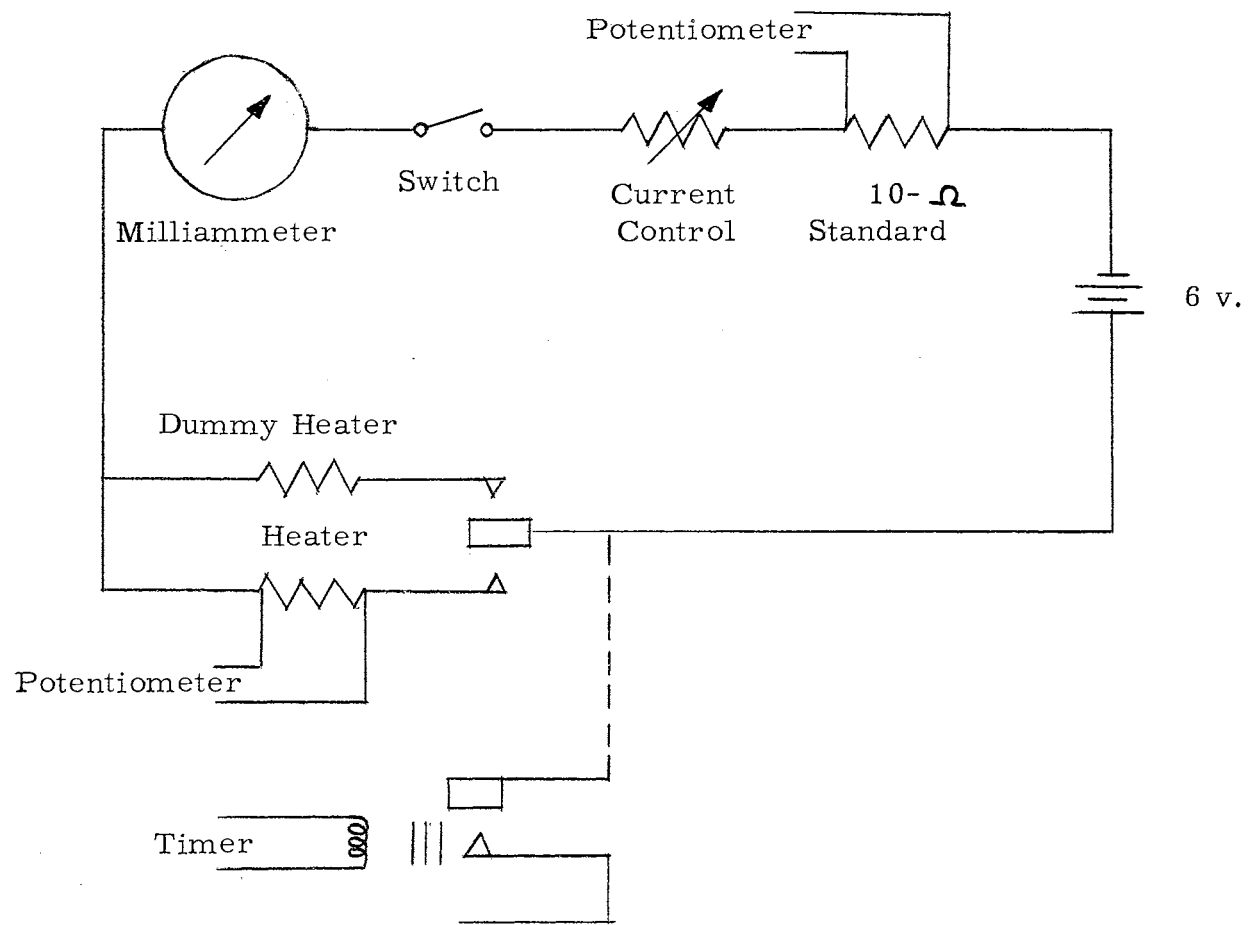 Potentiometer
Switch
Current
Control
10-Ω
Standard
Milliammeter
6 v.
Dummy Heater
Heater
Potentiometer
Timer